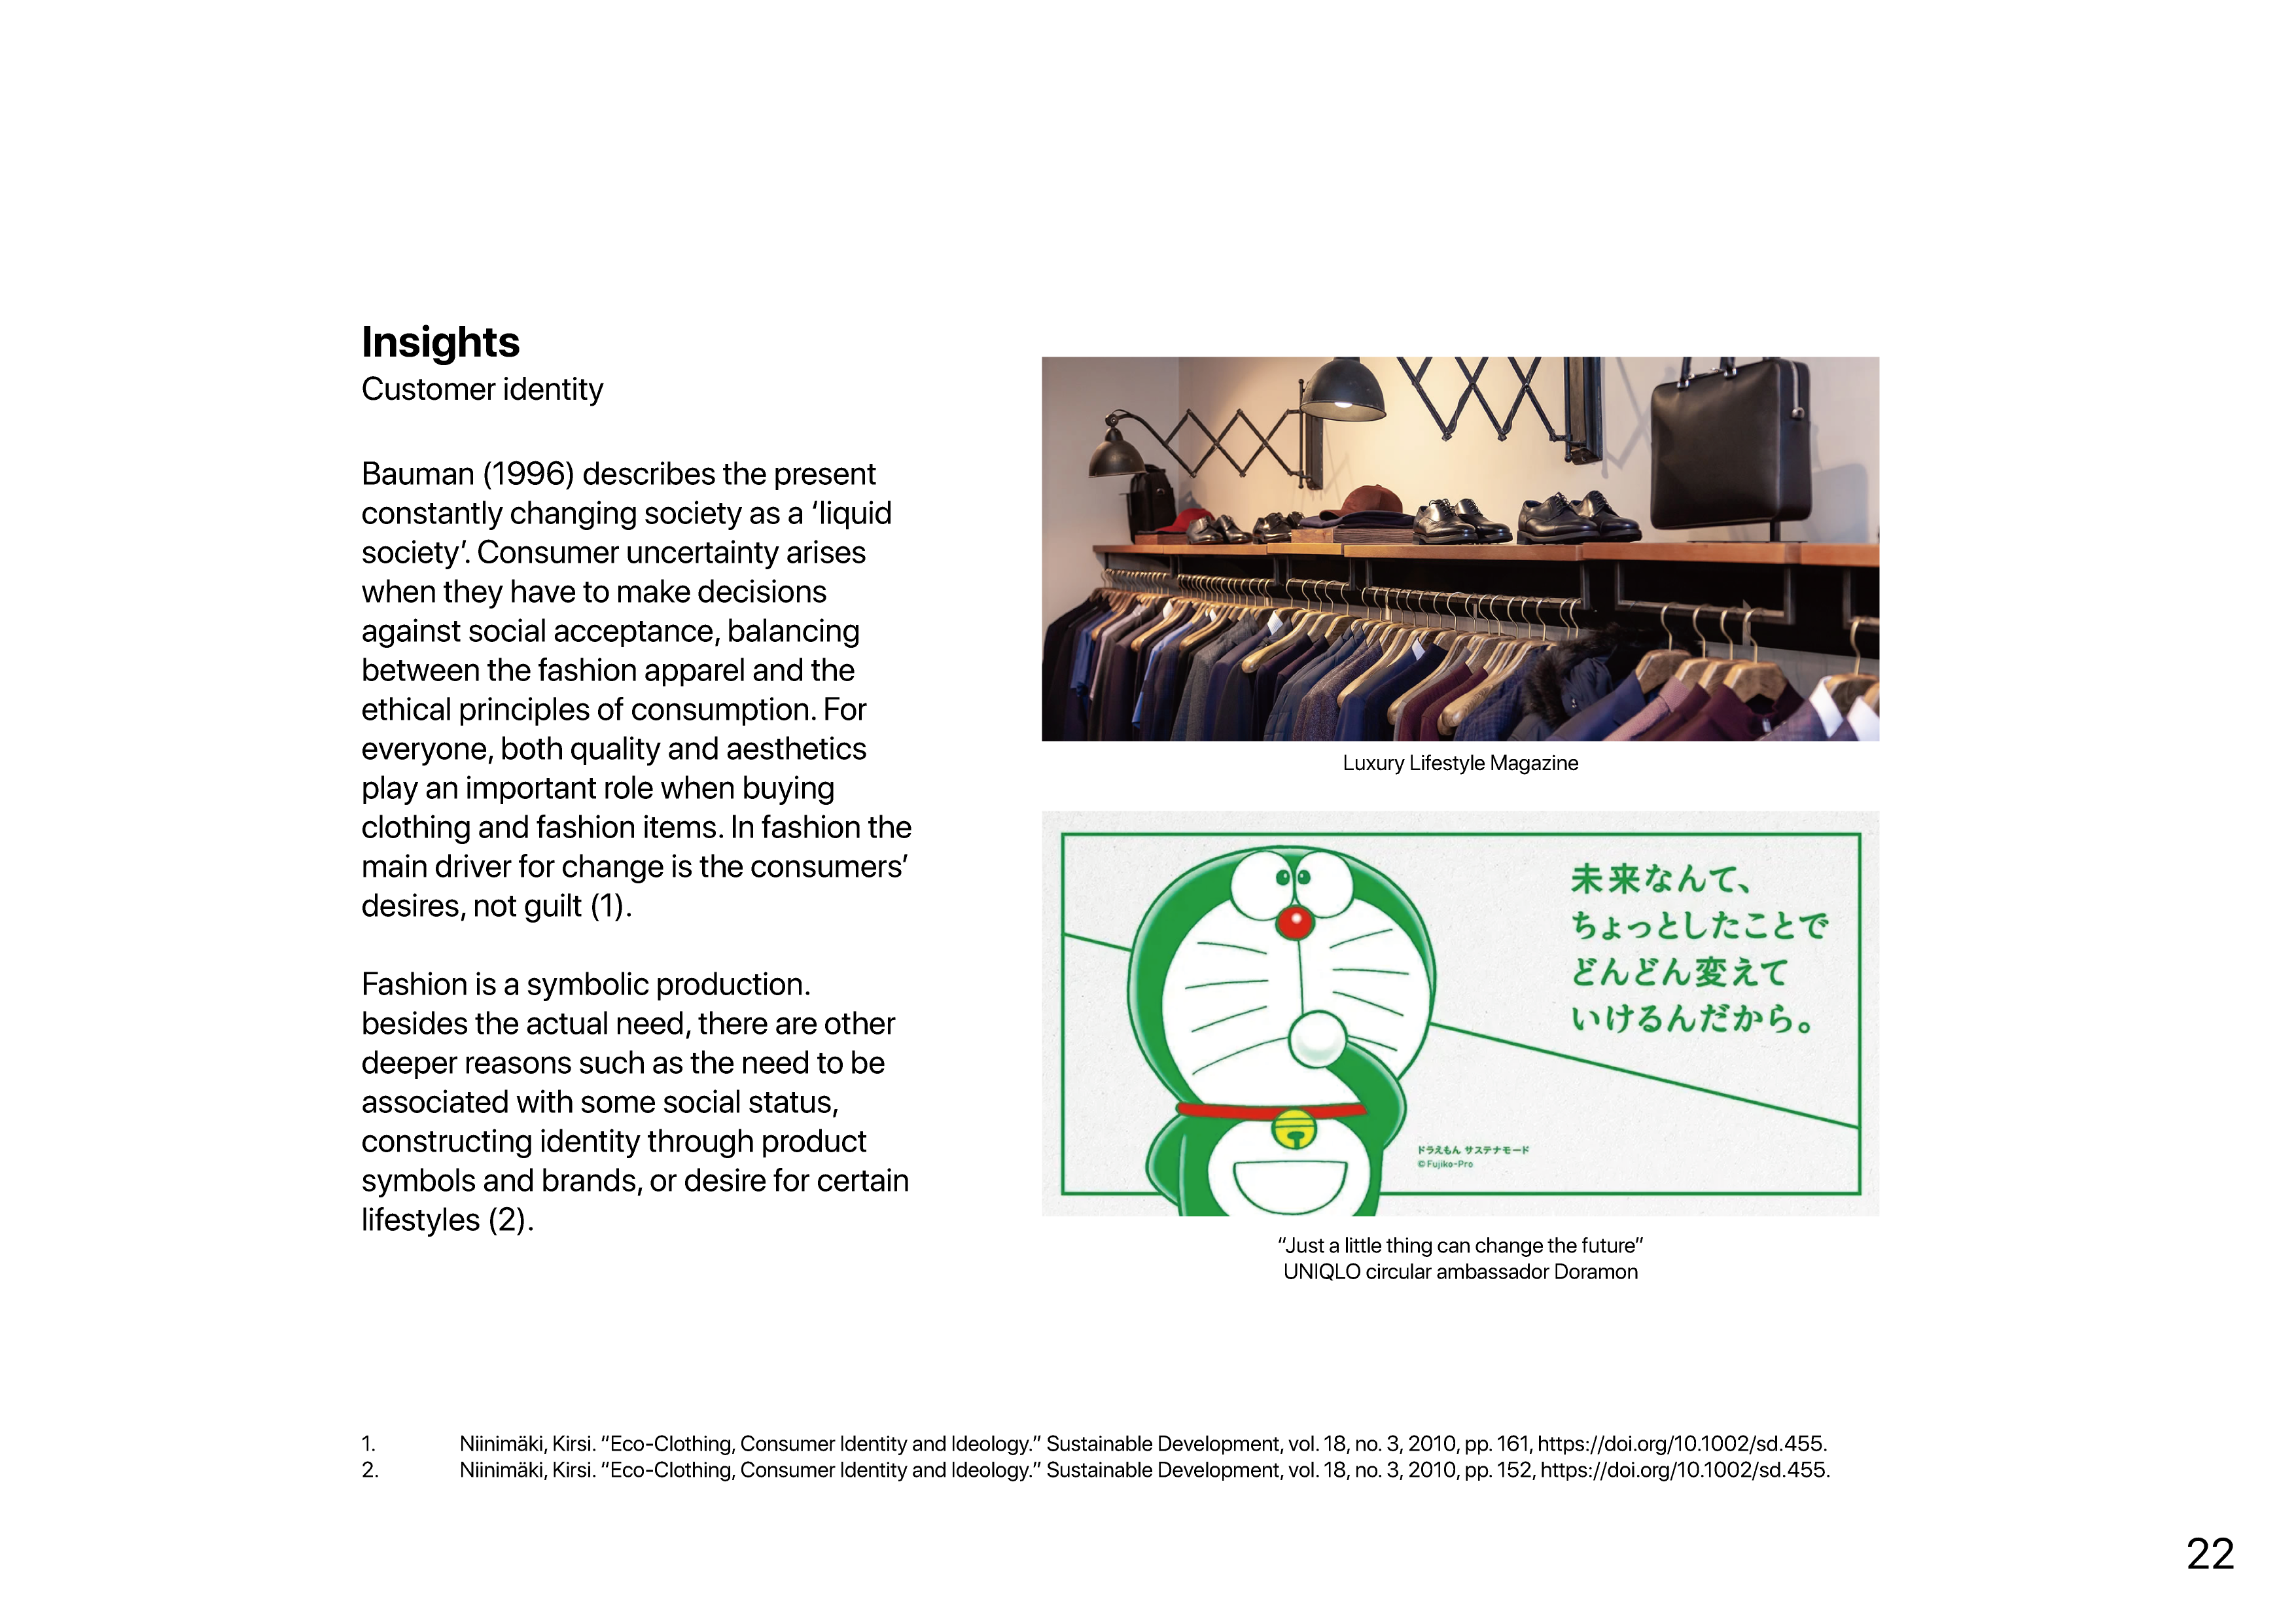 Insights
Customer identity
Bauman (1996) describes the present
constantly changing society as a ‘liquid
society’. Consumer uncertainty arises
when they have to make decisions
against social acceptance, balancing
between the fashion apparel and the
ethical principles of consumption. For
everyone, both quality and aesthetics
play an important role when buying
clothing and fashion items. In fashion the
main driver for change is the consumers’
desires, not guilt (1).
Fashion is a symbolic production.
besides the actual need, there are other
deeper reasons such as the need to be
associated with some social status,
constructing identity through product
symbols and brands, or desire for certain
lifestyles (2).
Luxury Lifestyle Magazine
未来なんて、
ちょっとしたことで
どんどん変えて
いけるんだから。
ドラえもん サステナモード
©Fujiko-Pro
“Just a little thing can change the future”
UNIQLO circular ambassador Doramon
1. Niinimäki, Kirsi. “Eco-Clothing, Consumer Identity and Ideology.” Sustainable Development, vol. 18, no. 3, 2010, pp. 161, https://doi.org/10.1002/sd.455.
2. Niinimäki, Kirsi. “Eco-Clothing, Consumer Identity and Ideology.” Sustainable Development, vol. 18, no. 3, 2010, pp. 152, https://doi.org/10.1002/sd.455.
22